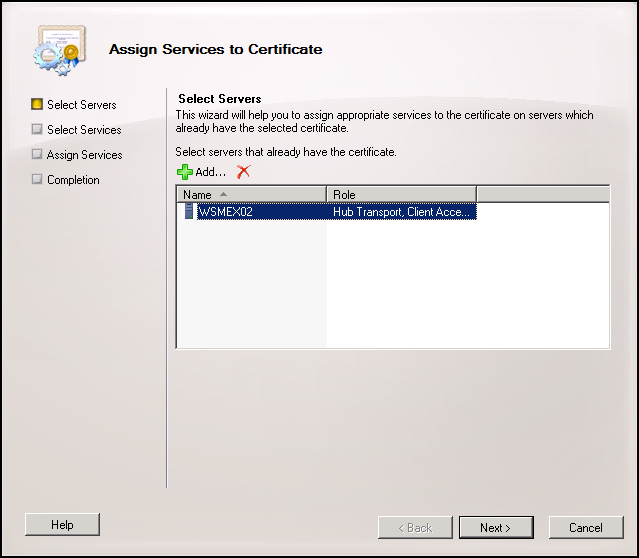 Assign Services to Certificate
Select Servers
Select Services
Assign Services
Completion
Select Servers
This wizard will help you to assign appropriate services to the certificate on servers which
already have the selected certificate.
Select servers that already have the certificate.
Add...
Name Role
WSMEX02 Hub Transport, Client Acce...
Help < Back Next > Cancel